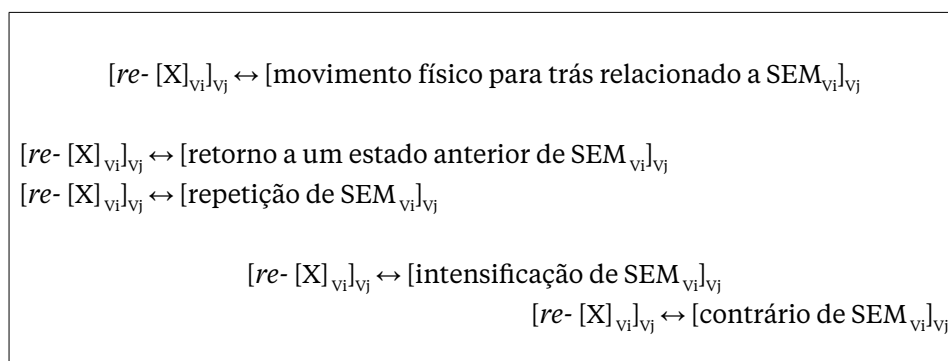 [re- [X]Vi]Vj ↔ [movimento físico para trás relacionado a SEMVi]Vj
[re- [X]Vi]Vj ↔ [retorno a um estado anterior de SEMVi]Vj
[re- [X]Vi]Vj ↔ [repetição de SEMVi]Vj
[re- [X]Vi]Vj ↔ [intensificação de SEMVi]Vj
[re- [X]Vi]Vj ↔ [contrário de SEMVi]Vj